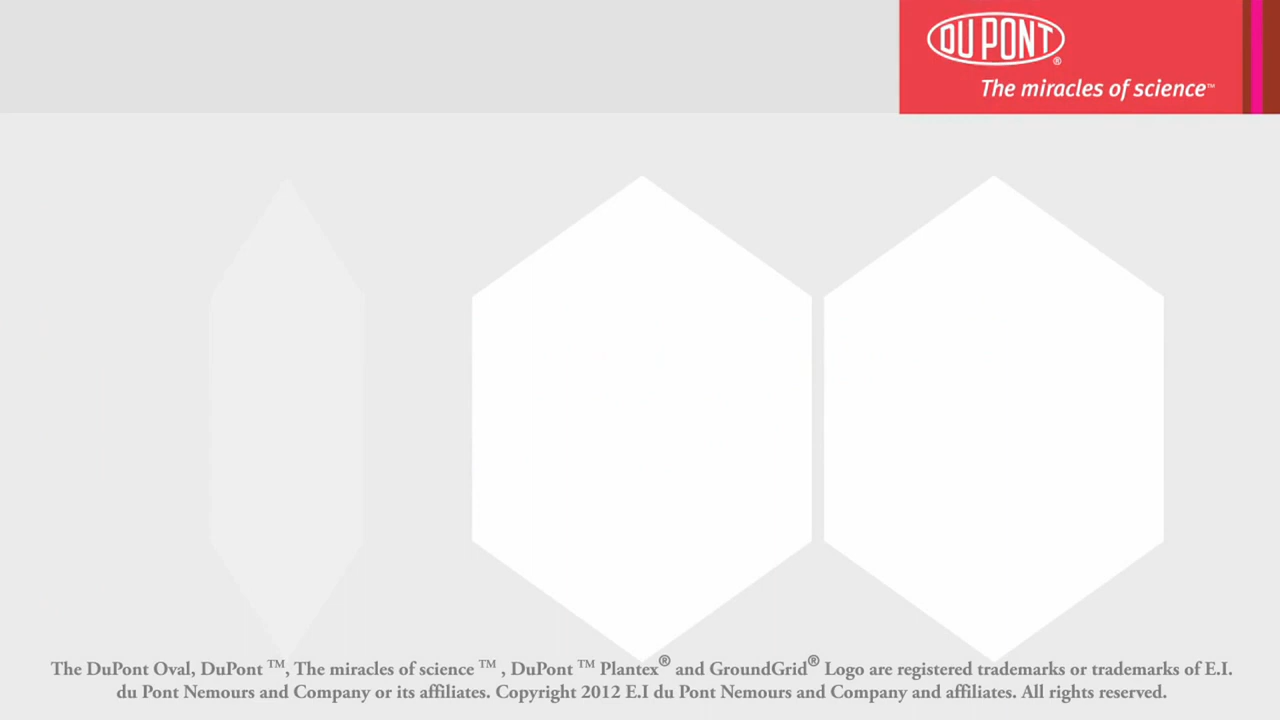 DU PONT®
The miracles of science™
The DuPont Oval, DuPont ™, The miracles of science ™ , DuPont ™ Plantex® and GroundGrid® Logo are registered trademarks or trademarks of E.I.
du Pont Nemours and Company or its affiliates. Copyright 2012 E.I du Pont Nemours and Company and affiliates. All rights reserved.